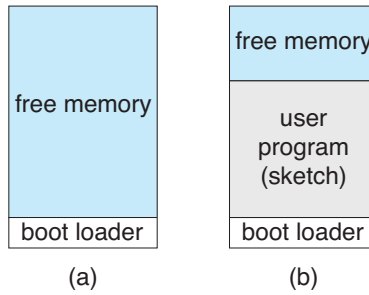 free memory
boot loader
(a)
free memory
user
program
(sketch)
boot loader
(b)